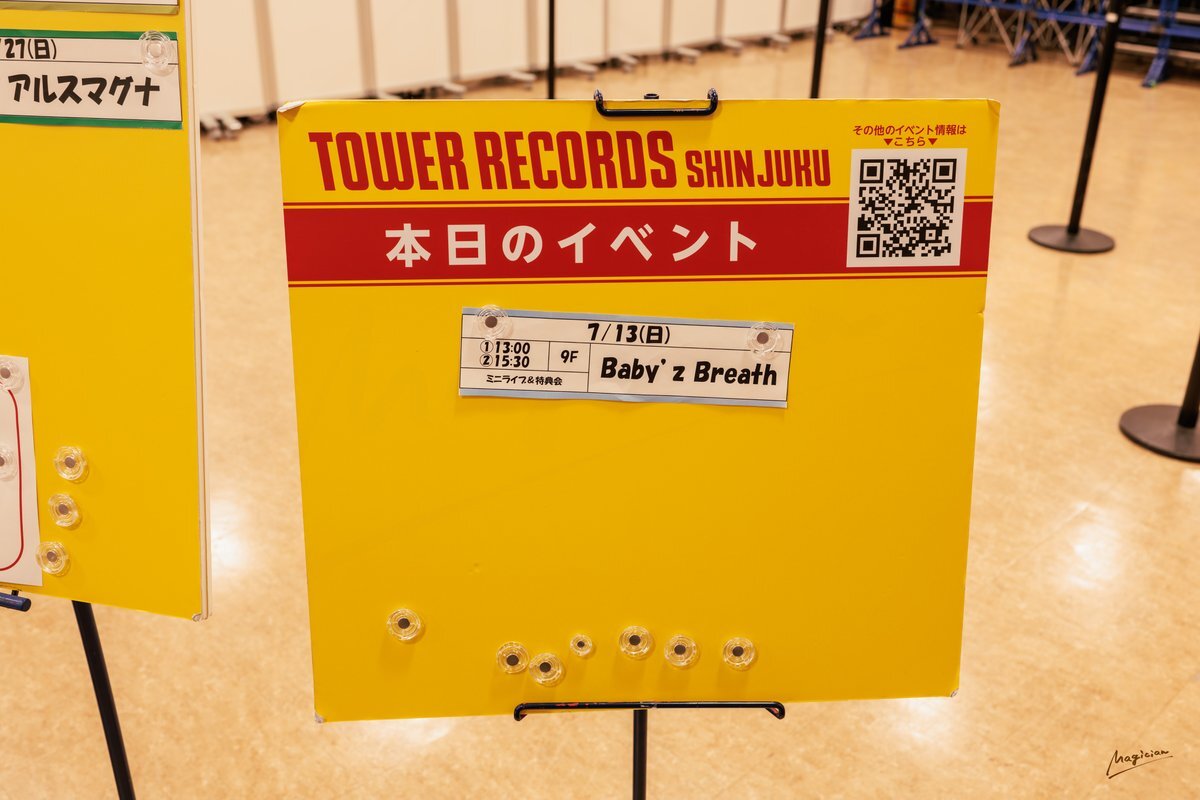 27(日)
アルスマグナ
TOWER RECORDS SHINJUKU
その他のイベント情報は
▼こちら▼
本日のイベント
7/13(日)
①13:00
②15:30
9F
ミニライブ&特典会
Baby'z Breath
Magician